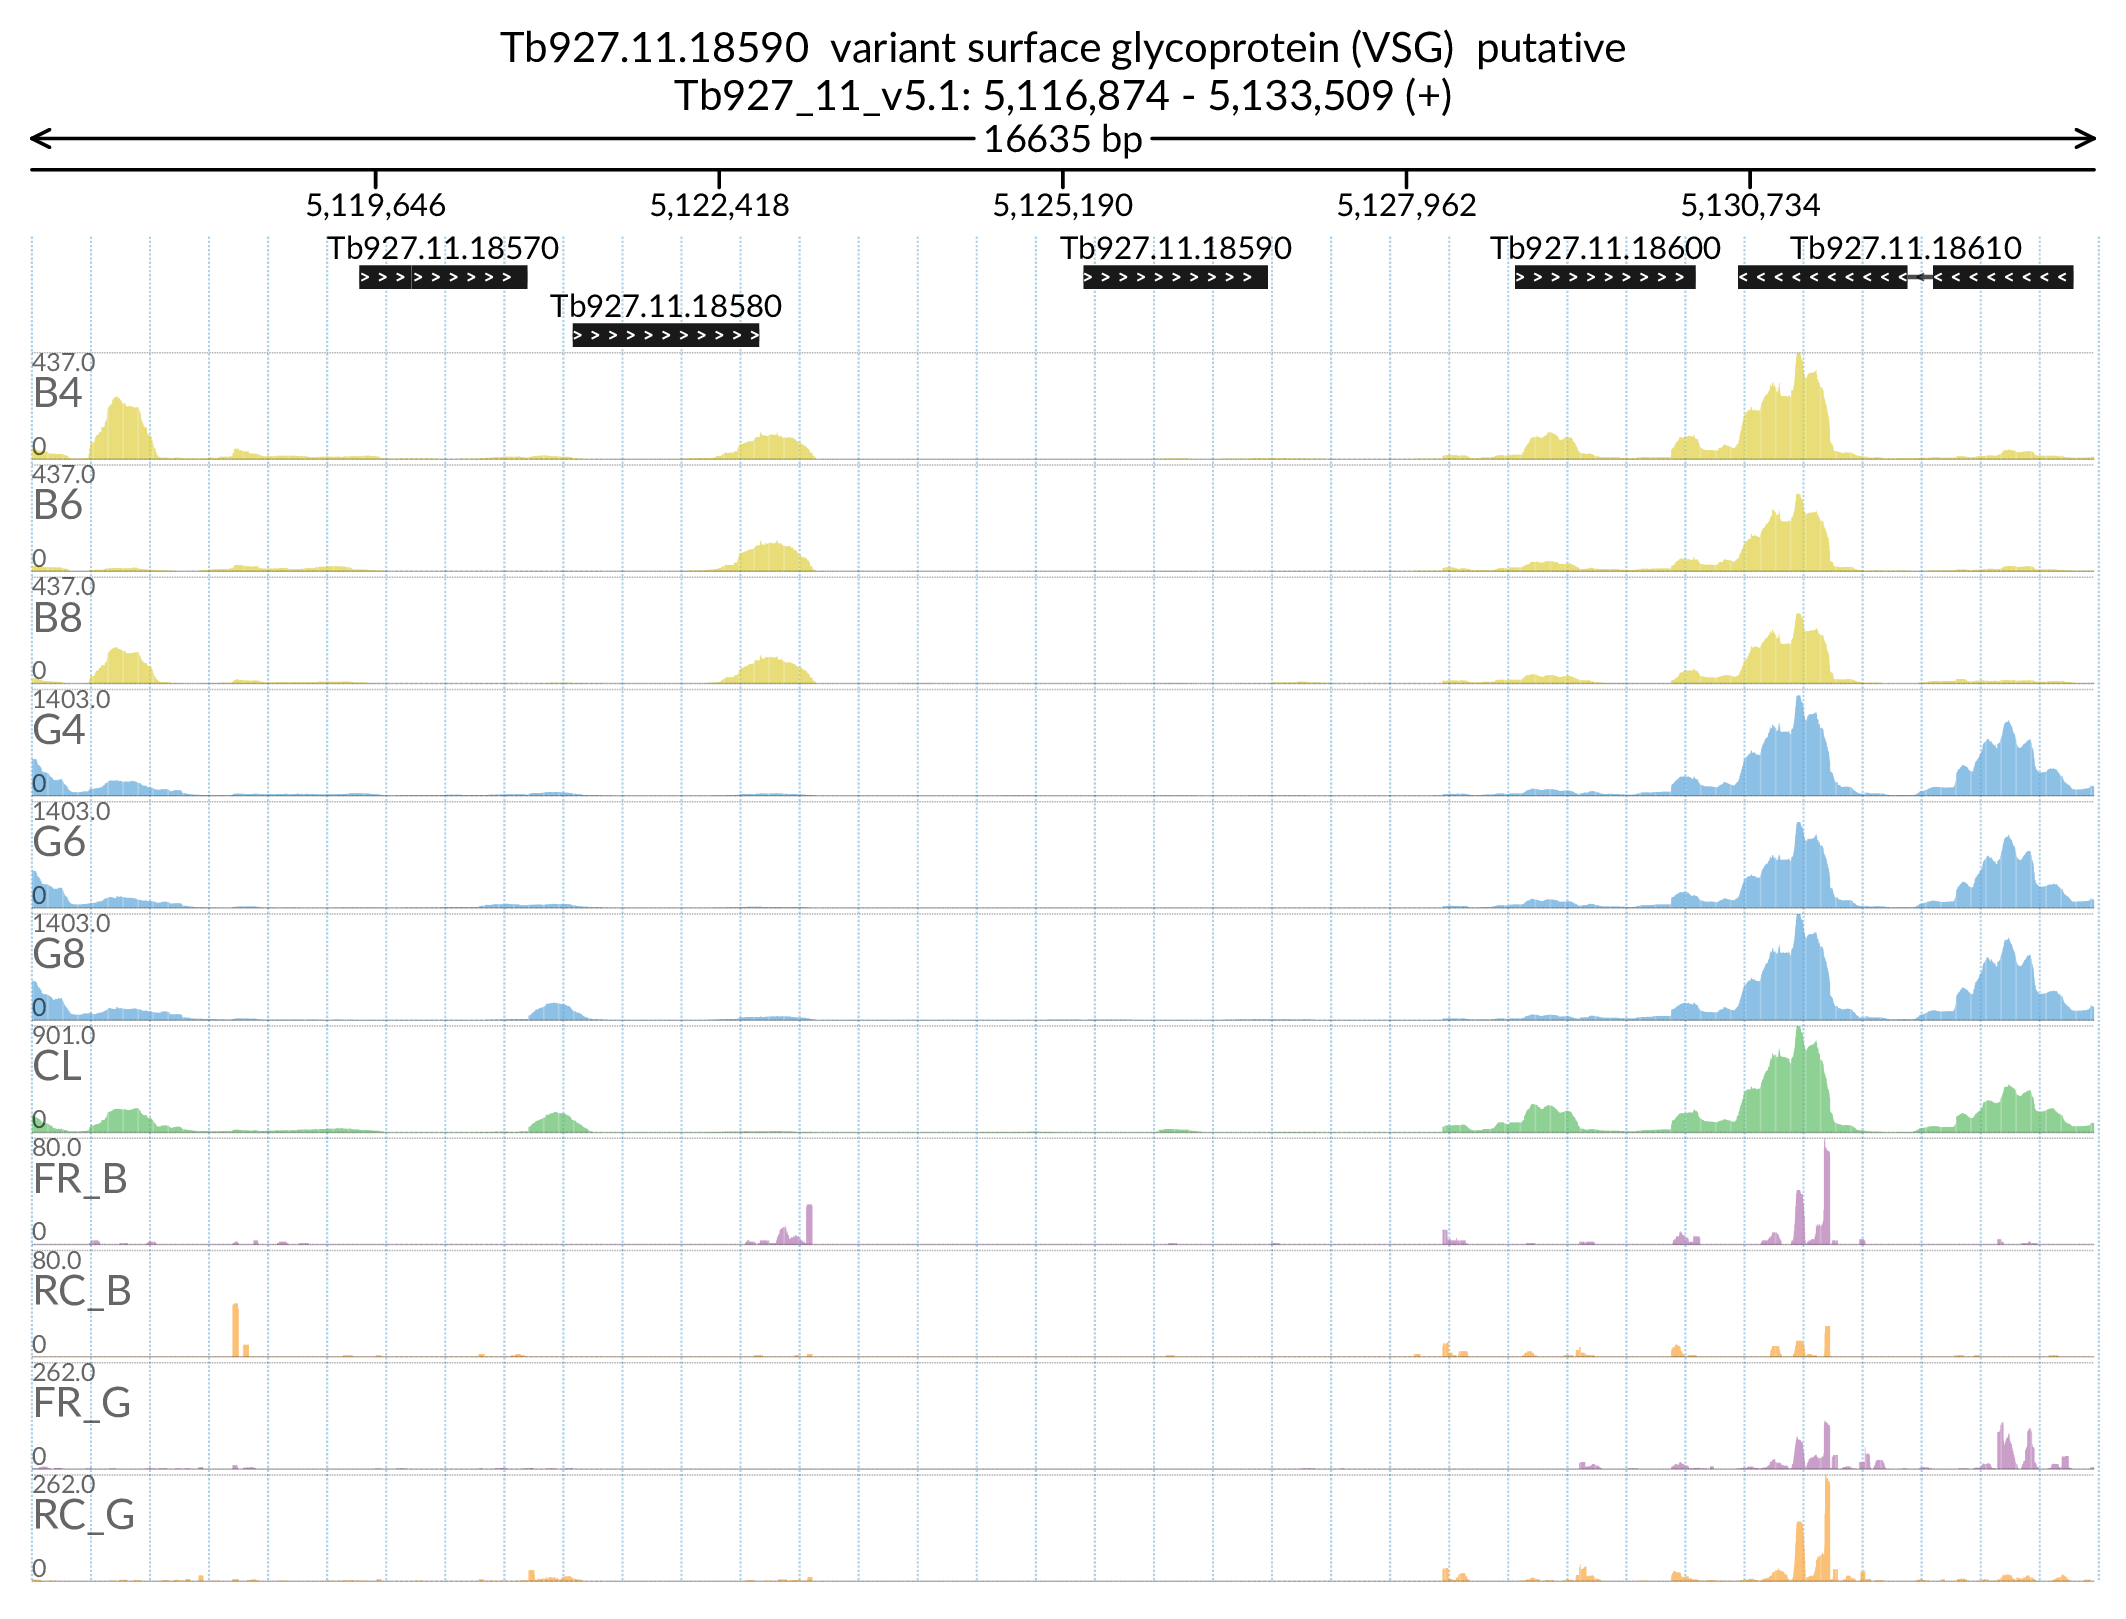 Tb927.11.18590  variant surface glycoprotein (VSG)  putative
Tb927_11_v5.1: 5,116,874 - 5,133,509 (+)
16635 bp
5,119,646 5,122,418 5,125,190 5,127,962 5,130,734
Tb927.11.18570 Tb927.11.18590 Tb927.11.18600 Tb927.11.18610
Tb927.11.18580
437.0
B4
0
437.0
B6
0
437.0
B8
0
1403.0
G4
0
1403.0
G6
0
1403.0
G8
0
901.0
CL
0
80.0
FR_B
0
80.0
RC_B
0
262.0
FR_G
0
262.0
RC_G
0